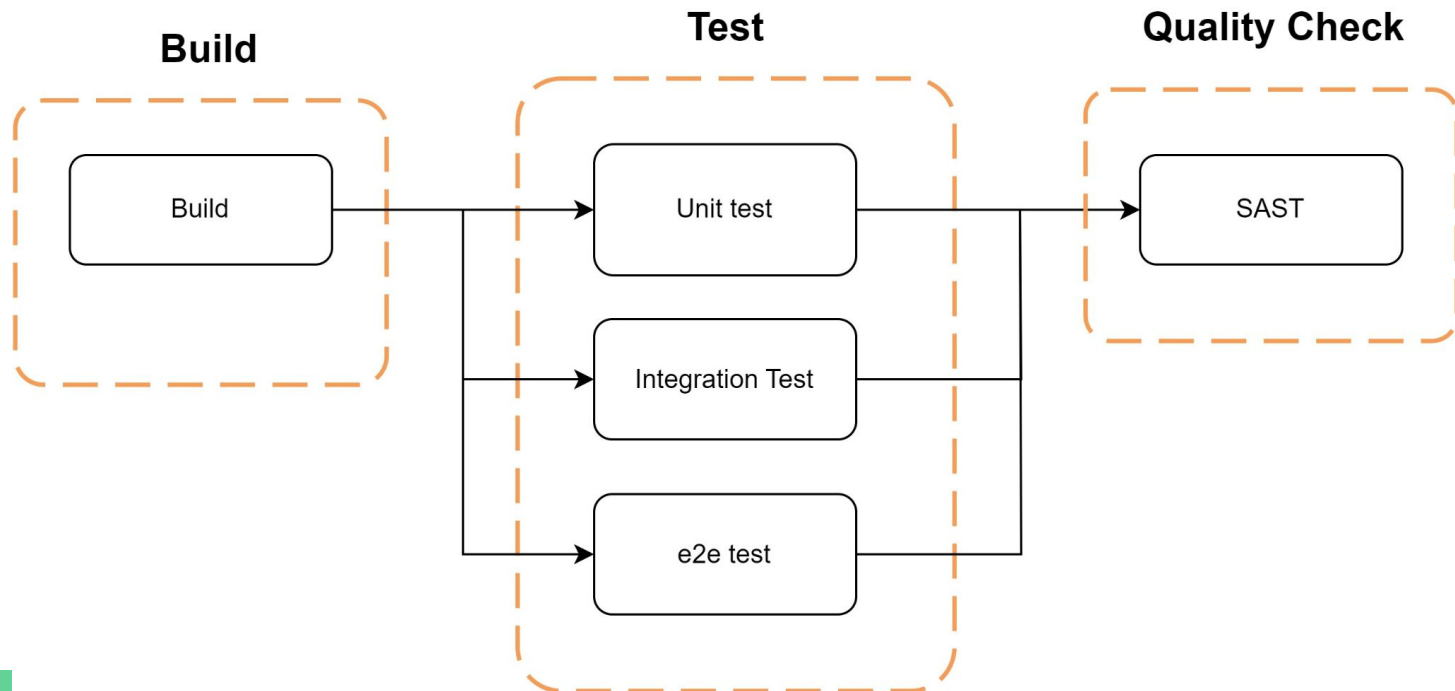 Build
Test
Quality Check
Build
Unit test
SAST
Integration Test
e2e test